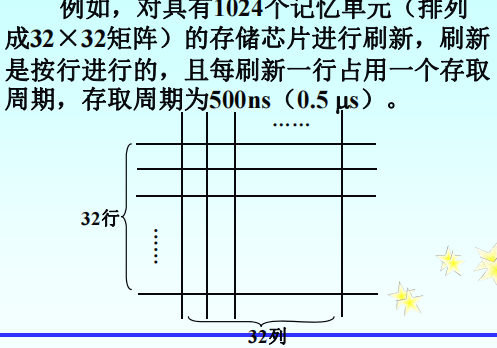 例如，对具有1024个记忆单元（排列
成32×32矩阵）的存储芯片进行刷新，刷新
是按行进行的，且每刷新一行占用一个存取
周期，存取周期为500ns（0.5 μs）。
……
32行
……
32列